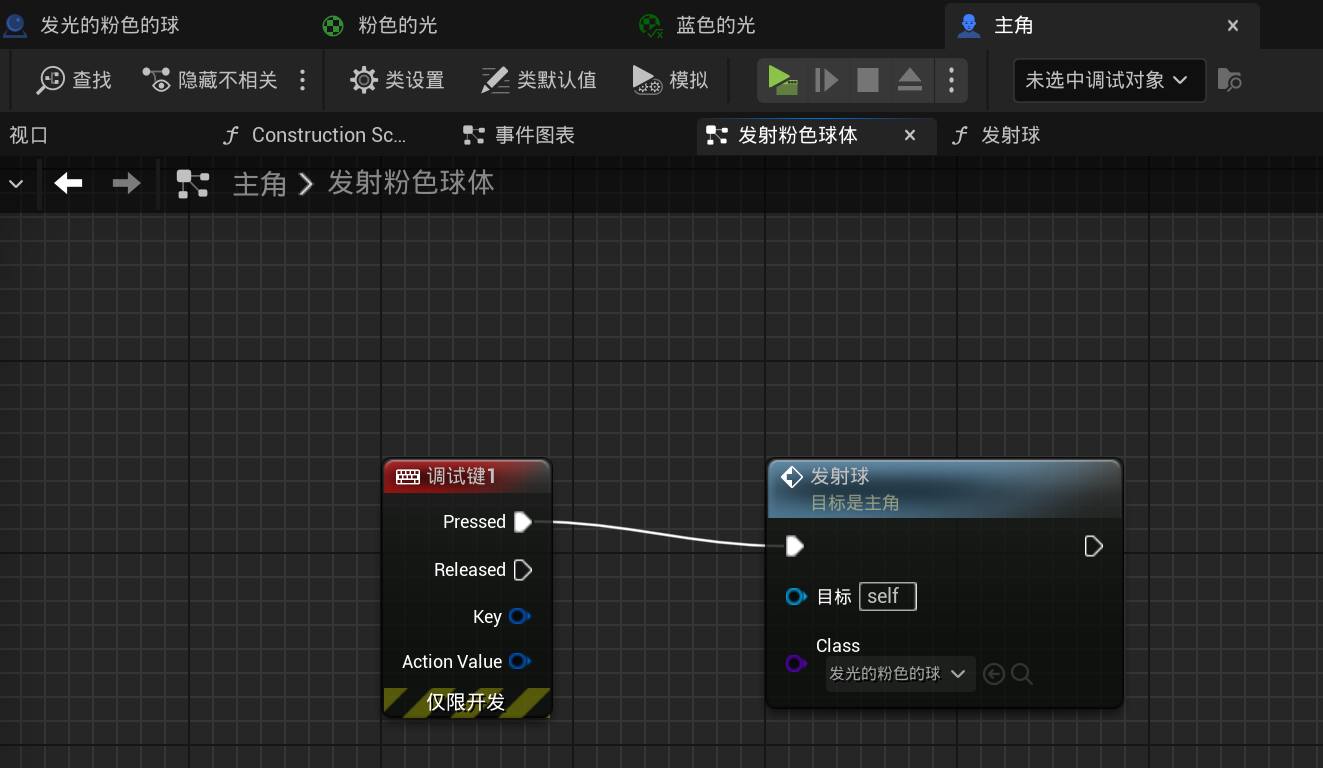 发光的粉色的球
粉色的光
蓝色的光
主角
查找
隐藏不相关
类设置
类默认值
模拟
未选中调试对象
视口
Construction Sc...
事件图表
发射粉色球体
发射球
主角
发射粉色球体
调试键1
Pressed
Released
Key
Action Value
仅限开发
发射球
目标是主角
目标 self
Class
发光的粉色的球